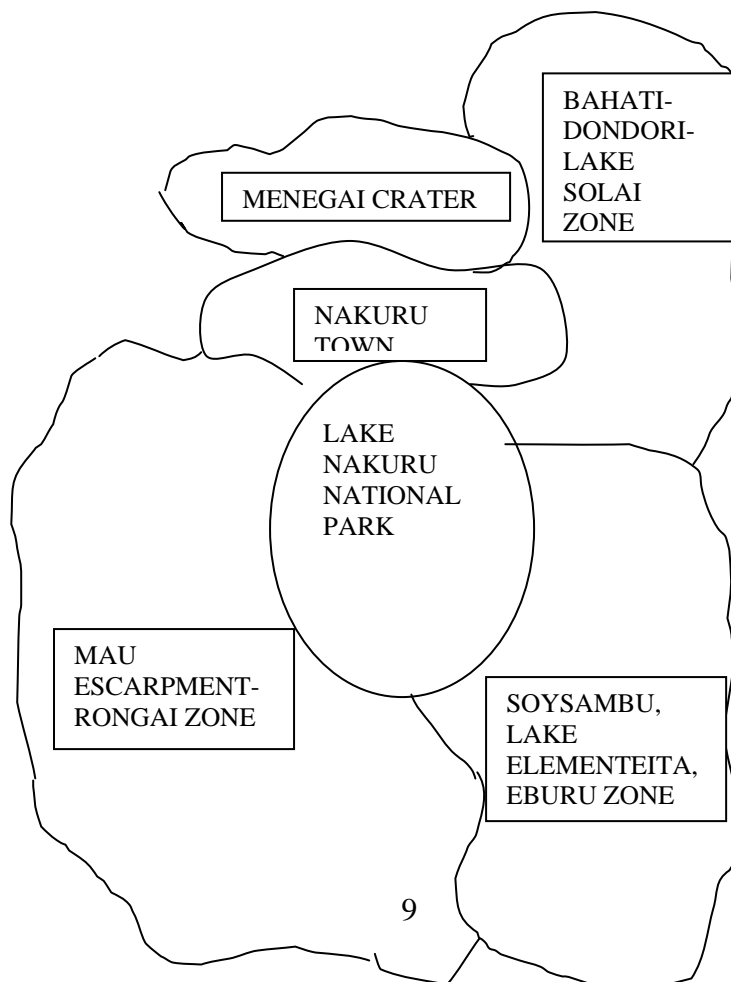 BAHATI-
DONDORI-
LAKE
SOLAI
ZONE
MENEGAI CRATER
NAKURU
TOWN
LAKE
NAKURU
NATIONAL
PARK
MAU
ESCARPMENT-
RONGAI ZONE
SOYSAMBU,
LAKE
ELEMENTEITA,
EBURU ZONE
9